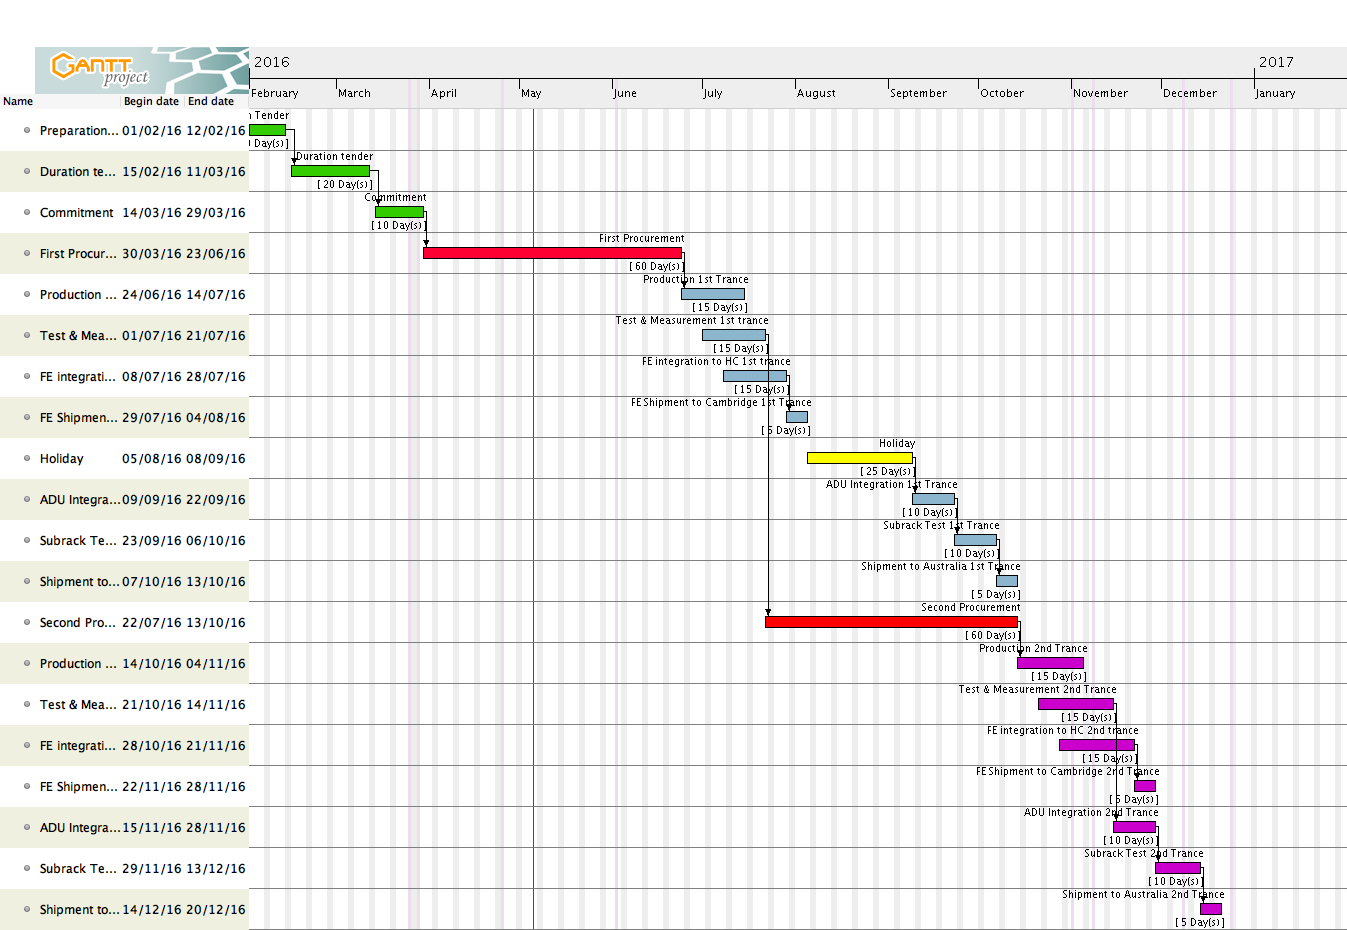 GANTT
project
2016
2017
February March April May June July August September October November December January
Name Begin date End date
Tender
Preparation... 01/02/16 12/02/16
Day(s)]
Duration tender
Duration te... 15/02/16 11/03/16
[20 Day(s)]
Commitment
Commitment 14/03/16 29/03/16
[10 Day(s)]
First Procurement
First Procur... 30/03/16 23/06/16
[60 Day(s)]
Production 1st Trance
Production ... 24/06/16 14/07/16
[15 Day(s)]
Test & Measurement 1st trance
Test & Mea... 01/07/16 21/07/16
[15 Day(s)]
FE integration to HC 1st trance
FE integrati... 08/07/16 28/07/16
[15 Day(s)]
FE Shipment to Cambridge 1st Trance
FE Shipmen... 29/07/16 04/08/16
[5 Day(s)]
Holiday
Holiday 05/08/16 08/09/16
[25 Day(s)]
ADU Integration 1st Trance
ADU Integra... 09/09/16 22/09/16
[10 Day(s)]
Subrack Test 1st Trance
Subrack Te... 23/09/16 06/10/16
[10 Day(s)]
Shipment to Australia 1st Trance
Shipment to... 07/10/16 13/10/16
[5 Day(s)]
Second Procurement
Second Pro... 22/07/16 13/10/16
[60 Day(s)]
Production 2nd Trance
Production ... 14/10/16 04/11/16
[15 Day(s)]
Test & Measurement 2nd Trance
Test & Mea... 21/10/16 14/11/16
[15 Day(s)]
FE integration to HC 2nd trance
FE integrati... 28/10/16 21/11/16
[15 Day(s)]
FE Shipment to Cambridge 2nd Trance
FE Shipmen... 22/11/16 28/11/16
[5 Day(s)]
ADU Integration 2nd Trance
ADU Integra... 15/11/16 28/11/16
[10 Day(s)]
Subrack Test 2nd Trance
Subrack Te... 29/11/16 13/12/16
[10 Day(s)]
Shipment to Australia 2nd Trance
Shipment to... 14/12/16 20/12/16
[5 Day(s)]